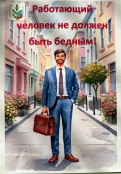 Работающий
человек не должен
быть бедным!